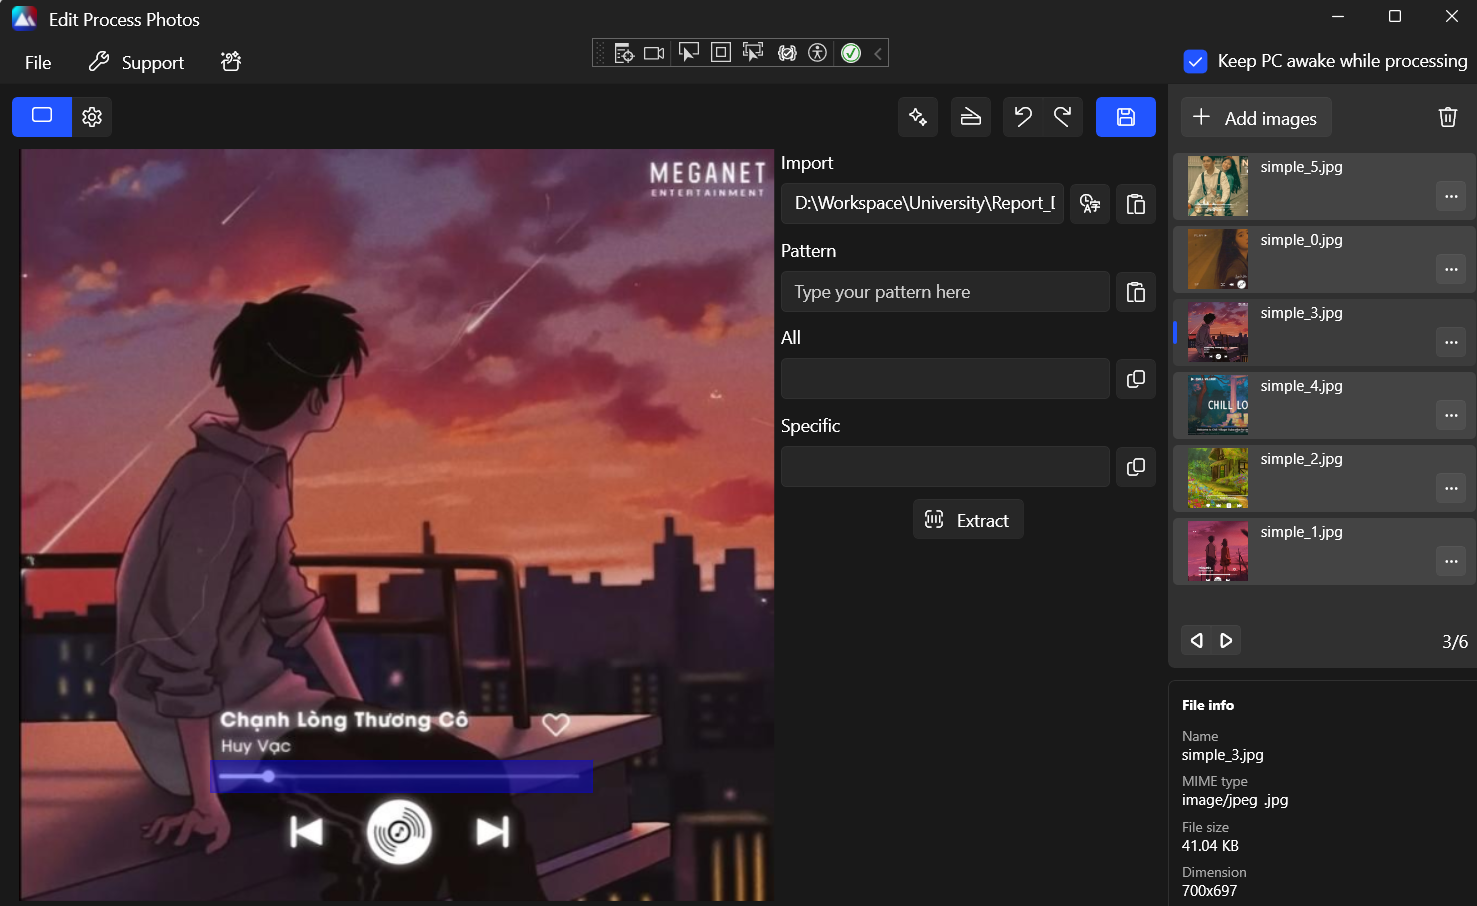 Edit Process Photos
File
Support
Keep PC awake while processing
Add images
MEGANET
ENTERTAINMENT
Chạnh Lòng Thương Cô
Huy Vạc
Import
D:\Workspace\University\Report_
Pattern
Type your pattern here
All
Specific
Extract
simple_5.jpg
simple_0.jpg
simple_3.jpg
simple_4.jpg
CHILL LO
simple_2.jpg
simple_1.jpg
3/6
File info
Name
simple_3.jpg
MIME type
image/jpeg .jpg
File size
41.04 KB
Dimension
700x697